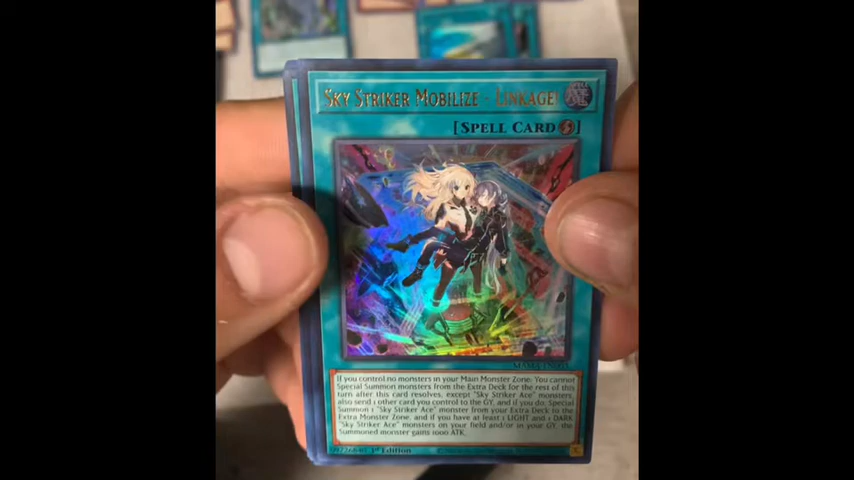 SKY STRIKER MOBILIZE - LINKAGE!
[SPELL CARD]
If you control no monsters in your Main Monster Zone: You cannot
Special Summon monsters from the Extra Deck for the rest of this
turn after this card resolves, except "Sky Striker Ace" monsters,
also send 1 other card you control to the GY, and if you do, Special
Summon 1 "Sky Striker Ace" monster from your Extra Deck to the
Extra Monster Zone, and if you have at least 1 LIGHT and 1 DARK
"Sky Striker Ace" monsters on your field and/or in your GY, the
Summoned monster gains 1000 ATK.
1st Edition